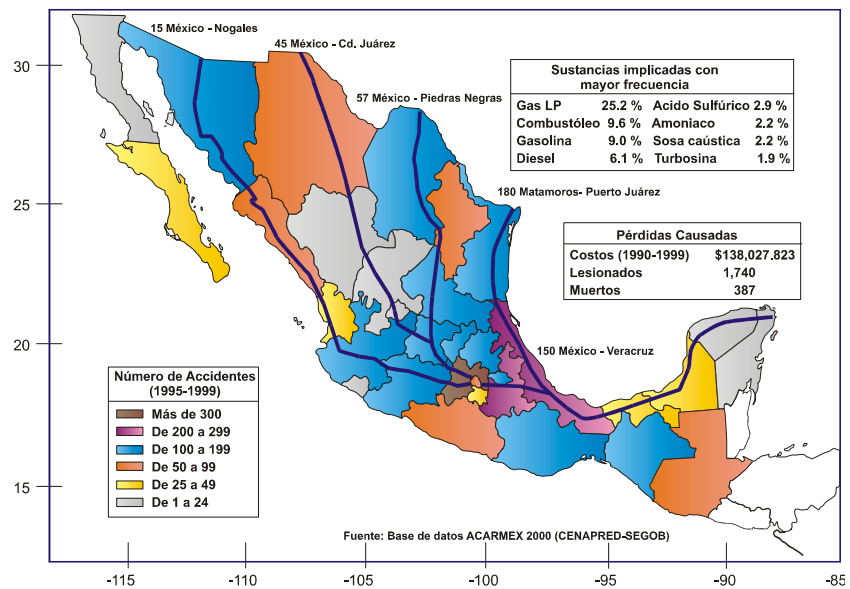 15 México - Nogales
45 México - Cd. Juárez
57 México - Piedras Negras
180 Matamoros- Puerto Juárez
150 México - Veracruz
Sustancias implicadas con
mayor frecuencia
Gas LP 25.2 % Acido Sulfúrico 2.9 %
Combustóleo 9.6 % Amoniaco 2.2 %
Gasolina 9.0 % Sosa caústica 2.2 %
Diesel 6.1 % Turbosina 1.9 %
Pérdidas Causadas
Costos (1990-1999) $138,027.823
Lesionados 1,740
Muertos 387
Número de Accidentes
(1995-1999)
Más de 300
De 200 a 299
De 100 a 199
De 50 a 99
De 25 a 49
De 1 a 24
Fuente: Base de datos ACARMEX 2000 (CENAPRED-SEGOB)
30
25
20
15
-115 -110 -105 -100 -95 -90 -85